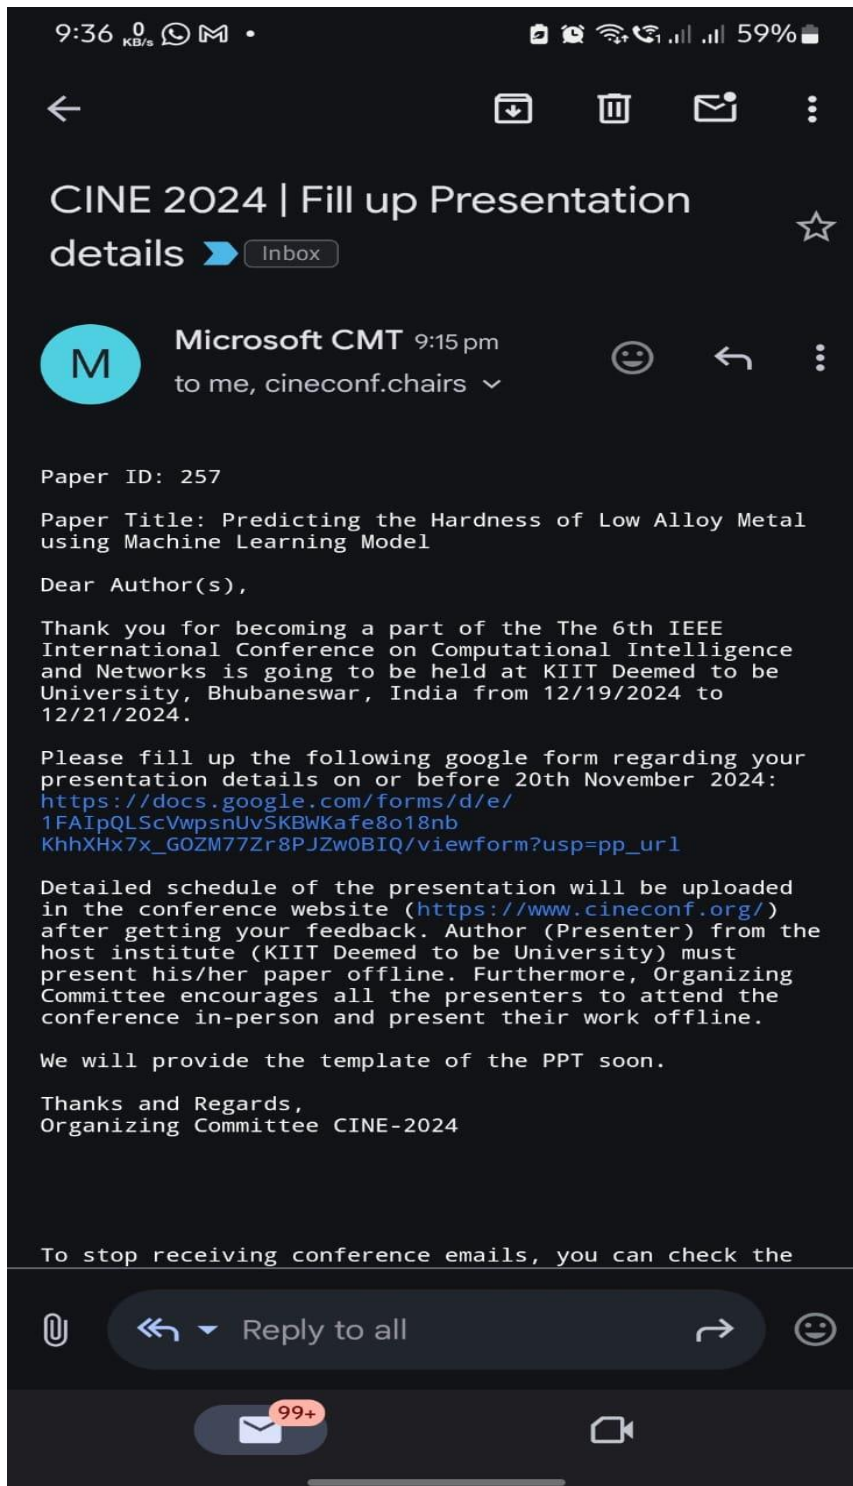 9:36 0 KB/s
59%
CINE 2024 | Fill up Presentation
details Inbox
M
Microsoft CMT 9:15 pm
to me, cineconf.chairs
Paper ID: 257
Paper Title: Predicting the Hardness of Low Alloy Metal
using Machine Learning Model
Dear Author(s),
Thank you for becoming a part of the The 6th IEEE
International Conference on Computational Intelligence
and Networks is going to be held at KIIT Deemed to be
University, Bhubaneswar, India from 12/19/2024 to
12/21/2024.
Please fill up the following google form regarding your
presentation details on or before 20th November 2024:
https://docs.google.com/forms/d/e/
1FAIpQLScVwpsnUvSKBWKafe8o18nb
KhhXHx7x_GOZM77Zr8PJZw0BIQ/viewform?usp=pp_url
Detailed schedule of the presentation will be uploaded
in the conference website (https://www.cineconf.org/)
after getting your feedback. Author (Presenter) from the
host institute (KIIT Deemed to be University) must
present his/her paper offline. Furthermore, Organizing
Committee encourages all the presenters to attend the
conference in-person and present their work offline.
We will provide the template of the PPT soon.
Thanks and Regards,
Organizing Committee CINE-2024
To stop receiving conference emails, you can check the
Reply to all
99+